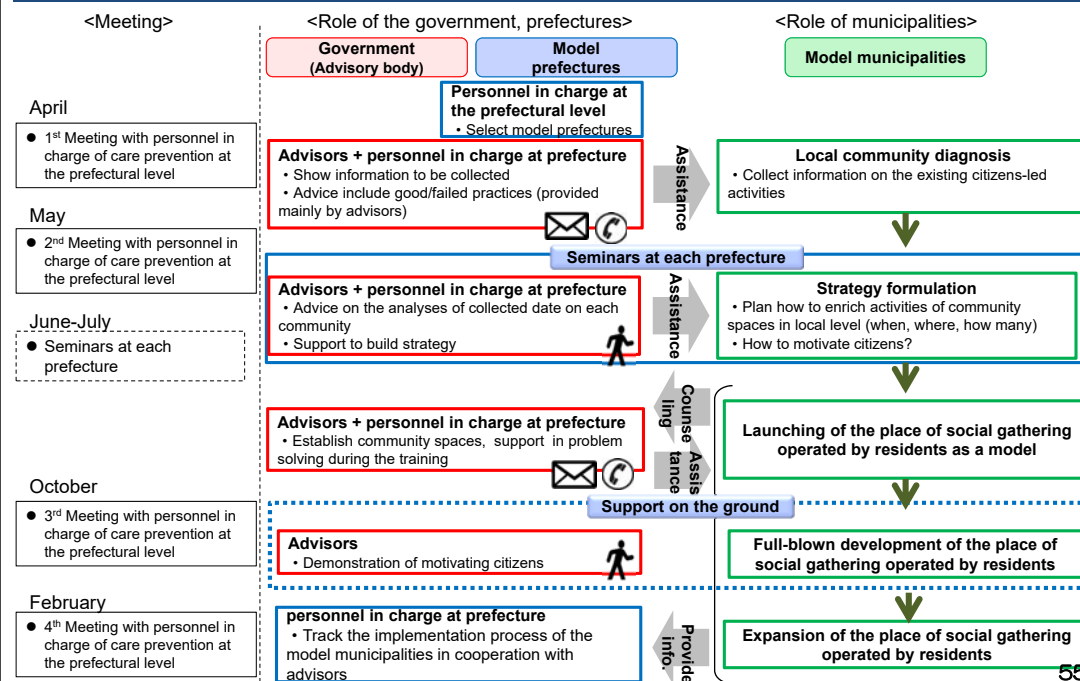 <Meeting>
<Role of the government, prefectures>
<Role of municipalities>
Government
(Advisory body)
Model
prefectures
Model municipalities
April
● 1st Meeting with personnel in
charge of care prevention at
the prefectural level
Personnel in charge at
the prefectural level
・Select model prefectures
Advisors + personnel in charge at prefecture
・Show information to be collected
・Advice include good/failed practices (provided
mainly by advisors)
Assistance
Local community diagnosis
・Collect information on the existing citizens-led
activities
May
● 2nd Meeting with personnel in
charge of care prevention at
the prefectural level
Seminars at each prefecture
Advisors + personnel in charge at prefecture
・Advice on the analyses of collected date on each
community
・Support to build strategy
Assistance
Strategy formulation
・Plan how to enrich activities of community
spaces in local level (when, where, how many)
・How to motivate citizens?
June-July
● Seminars at each
prefecture
Advisors + personnel in charge at prefecture
・Establish community spaces, support in problem
solving during the training
Counse
ling
Assis
tance
Launching of the place of social gathering
operated by residents as a model
October
● 3rd Meeting with personnel in
charge of care prevention at
the prefectural level
Support on the ground
Advisors
・Demonstration of motivating citizens
Full-blown development of the place of
social gathering operated by residents
February
● 4th Meeting with personnel in
charge of care prevention at
the prefectural level
personnel in charge at prefecture
・Track the implementation process of the
model municipalities in cooperation with
advisors
Provide
info.
Expansion of the place of social gathering
operated by residents
55